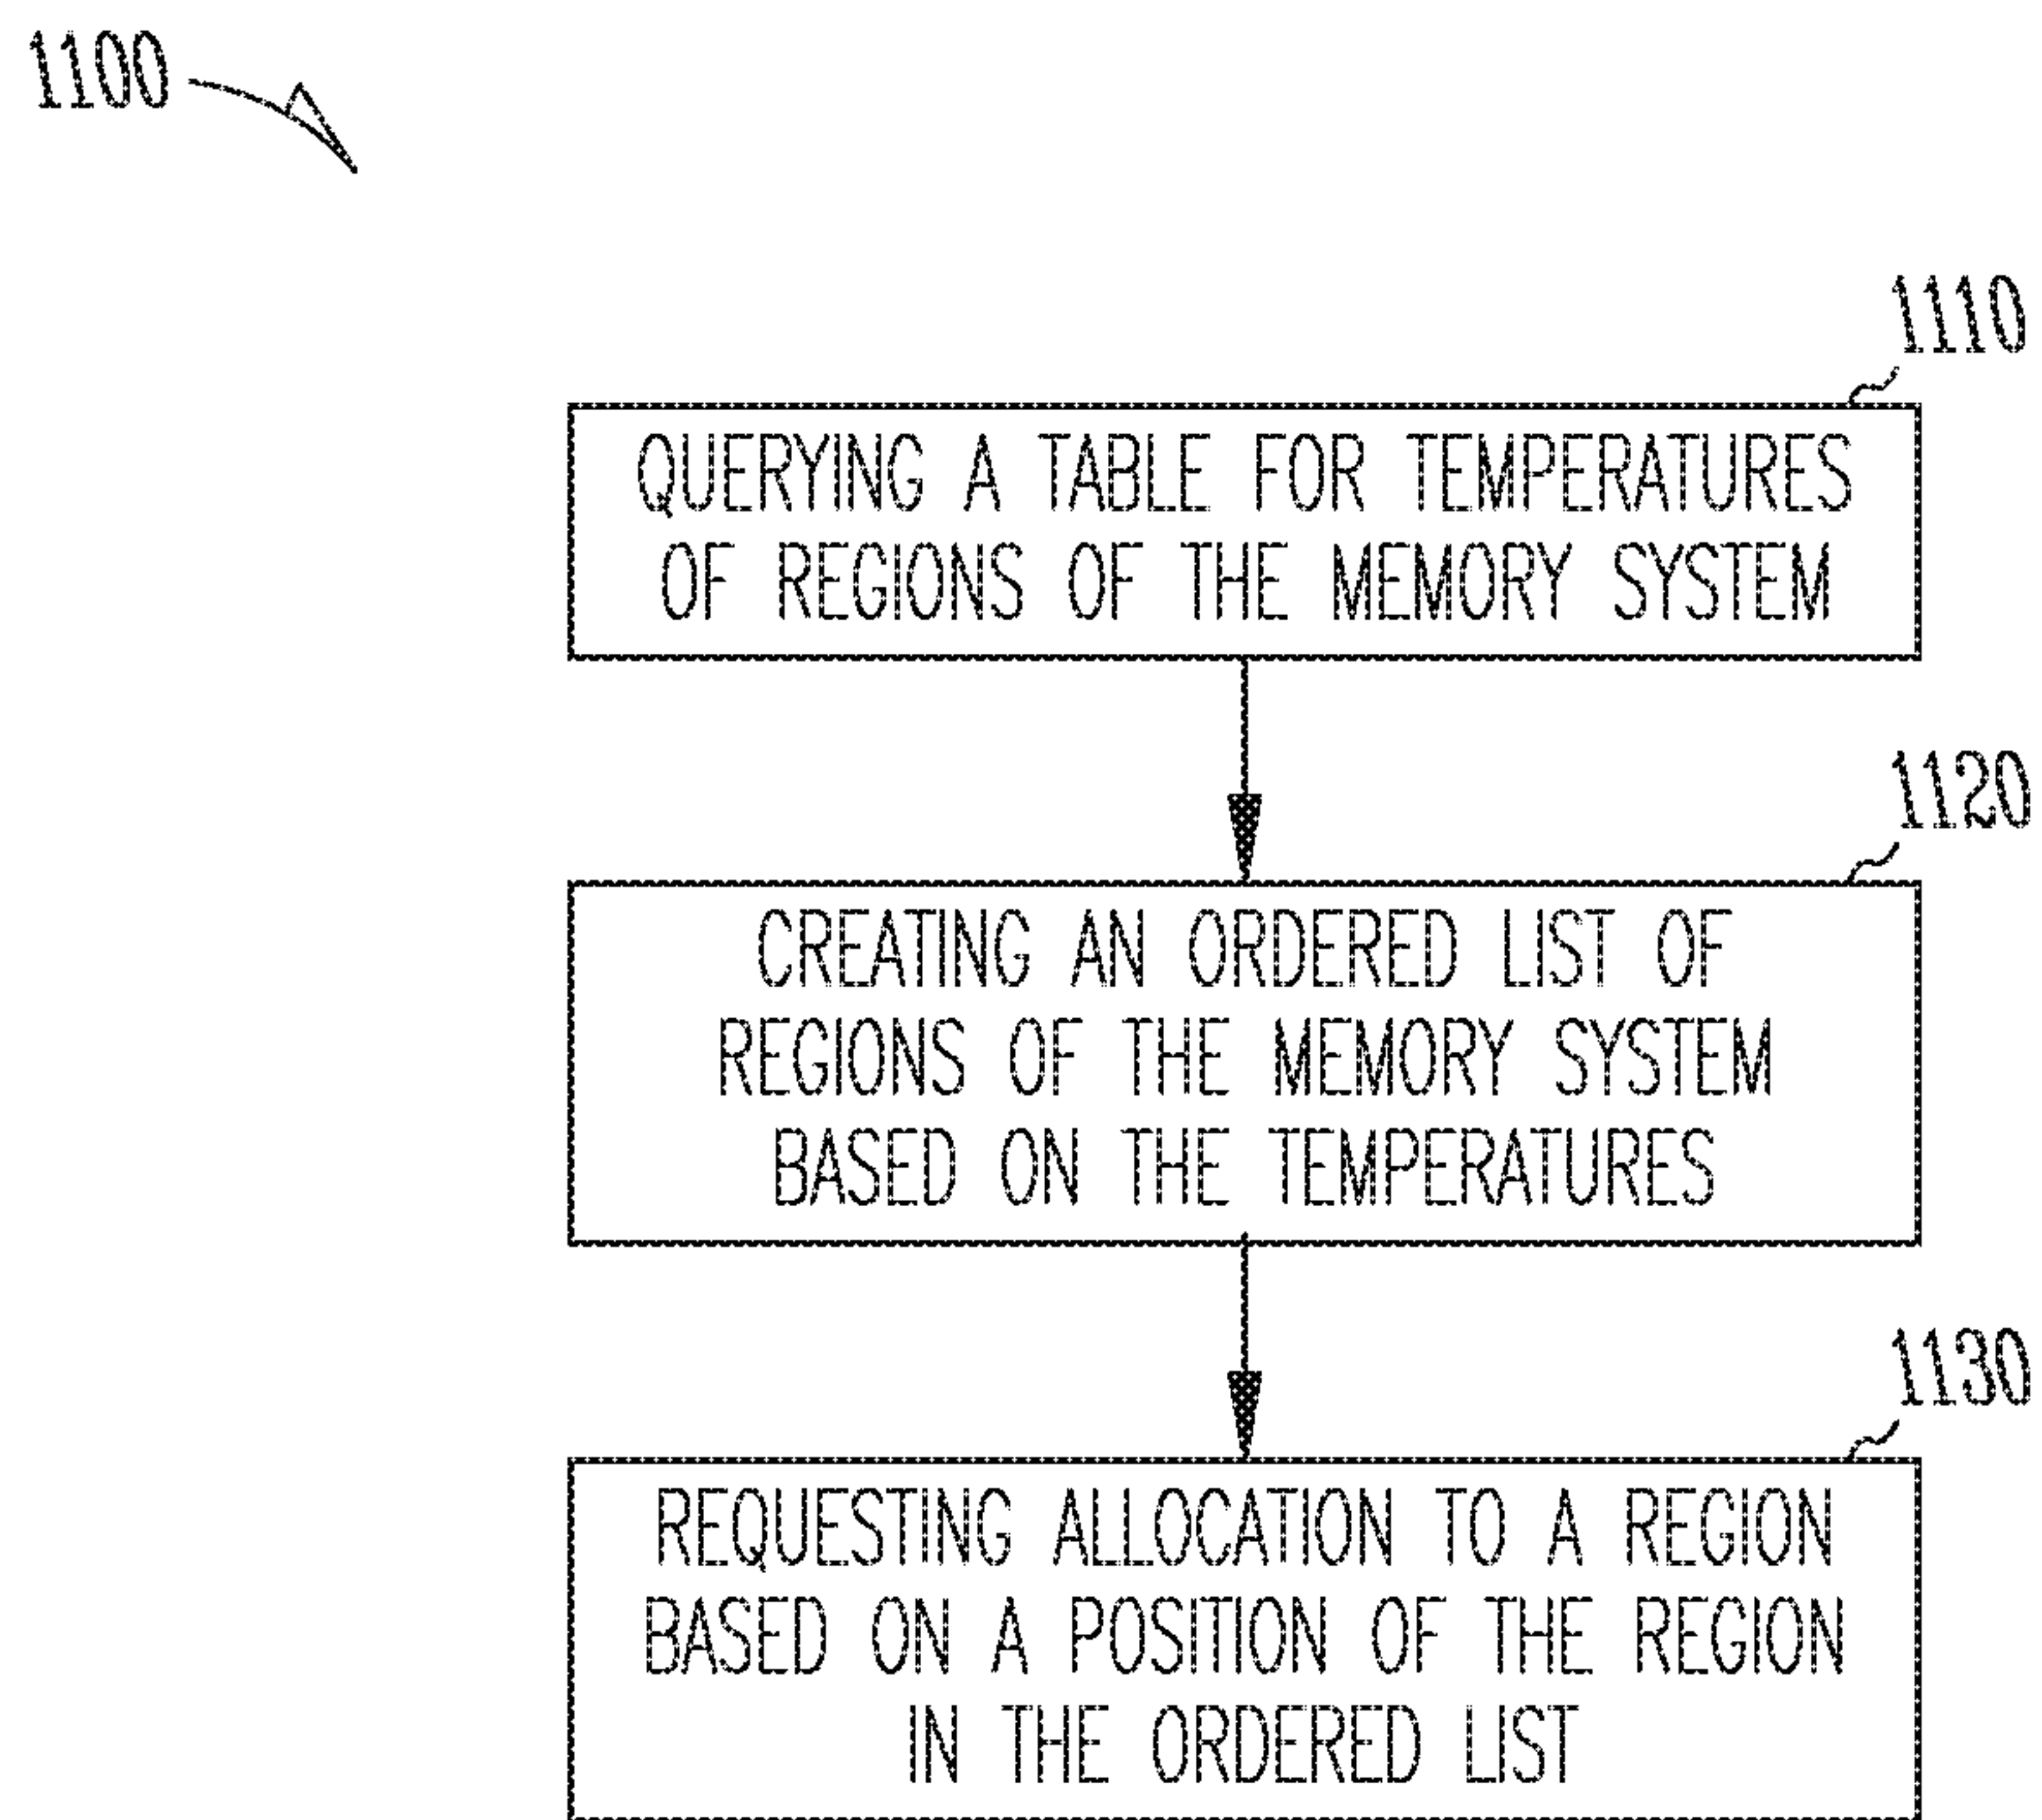 1100
1110
QUERYING A TABLE FOR TEMPERATURES
OF REGIONS OF THE MEMORY SYSTEM
1120
CREATING AN ORDERED LIST OF
REGIONS OF THE MEMORY SYSTEM
BASED ON THE TEMPERATURES
1130
REQUESTING ALLOCATION TO A REGION
BASED ON A POSITION OF THE REGION
IN THE ORDERED LIST